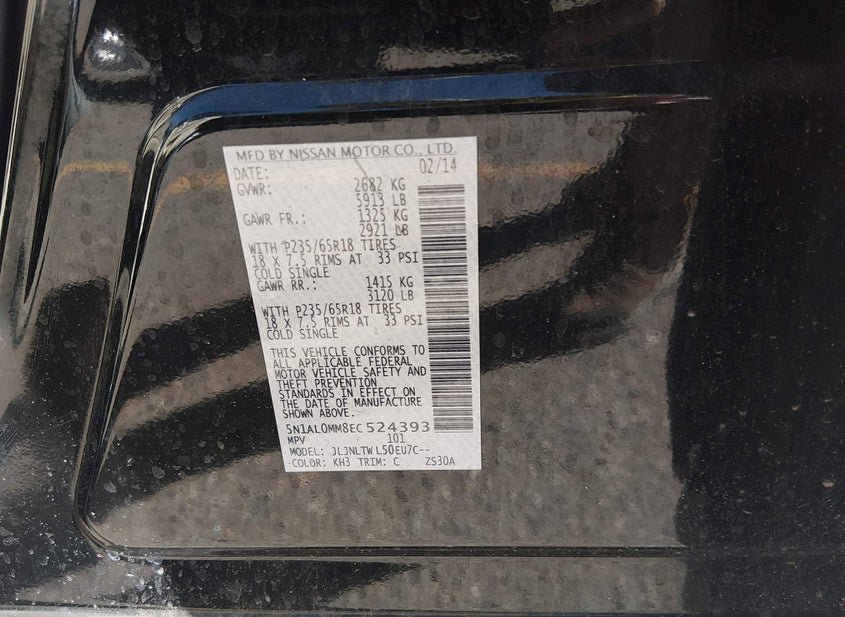 MFD BY NISSAN MOTOR CO., LTD.
DATE: 02/14
GVWR: 2682 KG
5913 LB
GAWR FR.: 1325 KG
2921 LB
WITH P235/65R18 TIRES
18 X 7.5 RIMS AT 33 PSI
COLD SINGLE
GAWR RR.: 1415 KG
3120 LB
WITH P235/65R18 TIRES
18 X 7.5 RIMS AT 33 PSI
COLD SINGLE
THIS VEHICLE CONFORMS TO
ALL APPLICABLE FEDERAL
MOTOR VEHICLE SAFETY AND
THEFT PREVENTION
STANDARDS IN EFFECT ON
THE DATE OF MANUFACTURE
SHOWN ABOVE.
5N1AL0MM8EC524393
MPV 101
MODEL: JLJNLTW L50EU7C--
COLOR: KH3 TRIM: C ZS30A